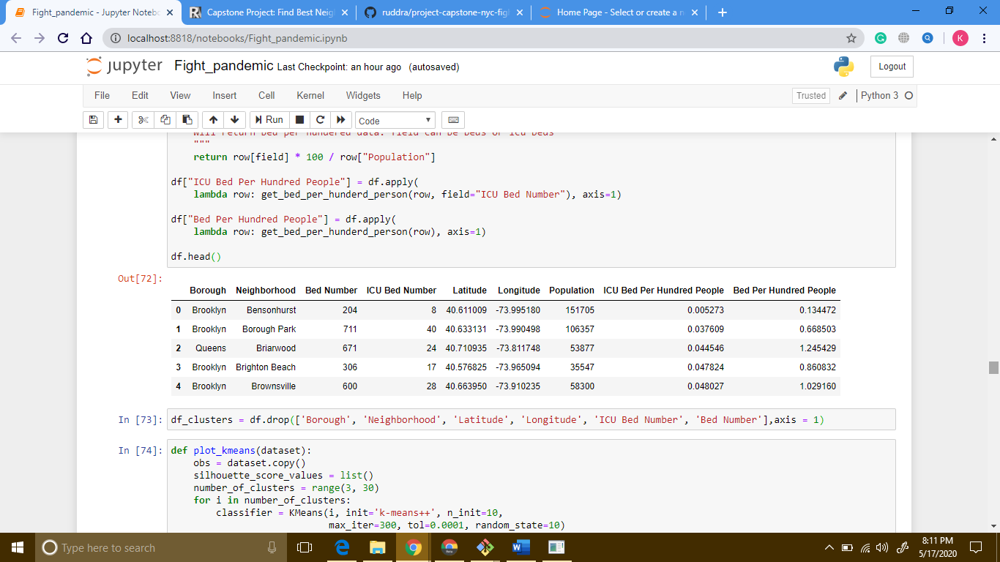 Fight_pandemic - Jupyter Notebo
Capstone Project: Find Best Neig
ruddra/project-capstone-nyc-fig
Home Page - Select or create a n
localhost:8818/notebooks/Fight_pandemic.ipynb
K
jupyter Fight_pandemic Last Checkpoint: an hour ago (autosaved)
Logout
File Edit View Insert Cell Kernel Widgets Help
Trusted Python 3
Run Code
will return bed per hundered data. field can be beds or icu beds
"""
return row[field] * 100 / row["Population"]
df["ICU Bed Per Hundred People"] = df.apply(
lambda row: get_bed_per_hunderd_person(row, field="ICU Bed Number"), axis=1)
df["Bed Per Hundred People"] = df.apply(
lambda row: get_bed_per_hunderd_person(row), axis=1)
df.head()
Out[72]:
Borough Neighborhood Bed Number ICU Bed Number Latitude Longitude Population ICU Bed Per Hundred People Bed Per Hundred People
0 Brooklyn Bensonhurst 204 8 40.611009 -73.995180 151705 0.005273 0.134472
1 Brooklyn Borough Park 711 40 40.633131 -73.990498 106357 0.037609 0.668503
2 Queens Briarwood 671 24 40.710935 -73.811748 53877 0.044546 1.245429
3 Brooklyn Brighton Beach 306 17 40.576825 -73.965094 35547 0.047824 0.860832
4 Brooklyn Brownsville 600 28 40.663950 -73.910235 58300 0.048027 1.029160
In [73]: df_clusters = df.drop(['Borough', 'Neighborhood', 'Latitude', 'Longitude', 'ICU Bed Number', 'Bed Number'],axis = 1)
In [74]: def plot_kmeans(dataset):
obs = dataset.copy()
silhouette_score_values = list()
number_of_clusters = range(3, 30)
for i in number_of_clusters:
classifier = KMeans(i, init='k-means++', n_init=10,
max_iter=300, tol=0.0001, random_state=10)
Type here to search
8:11 PM
5/17/2020